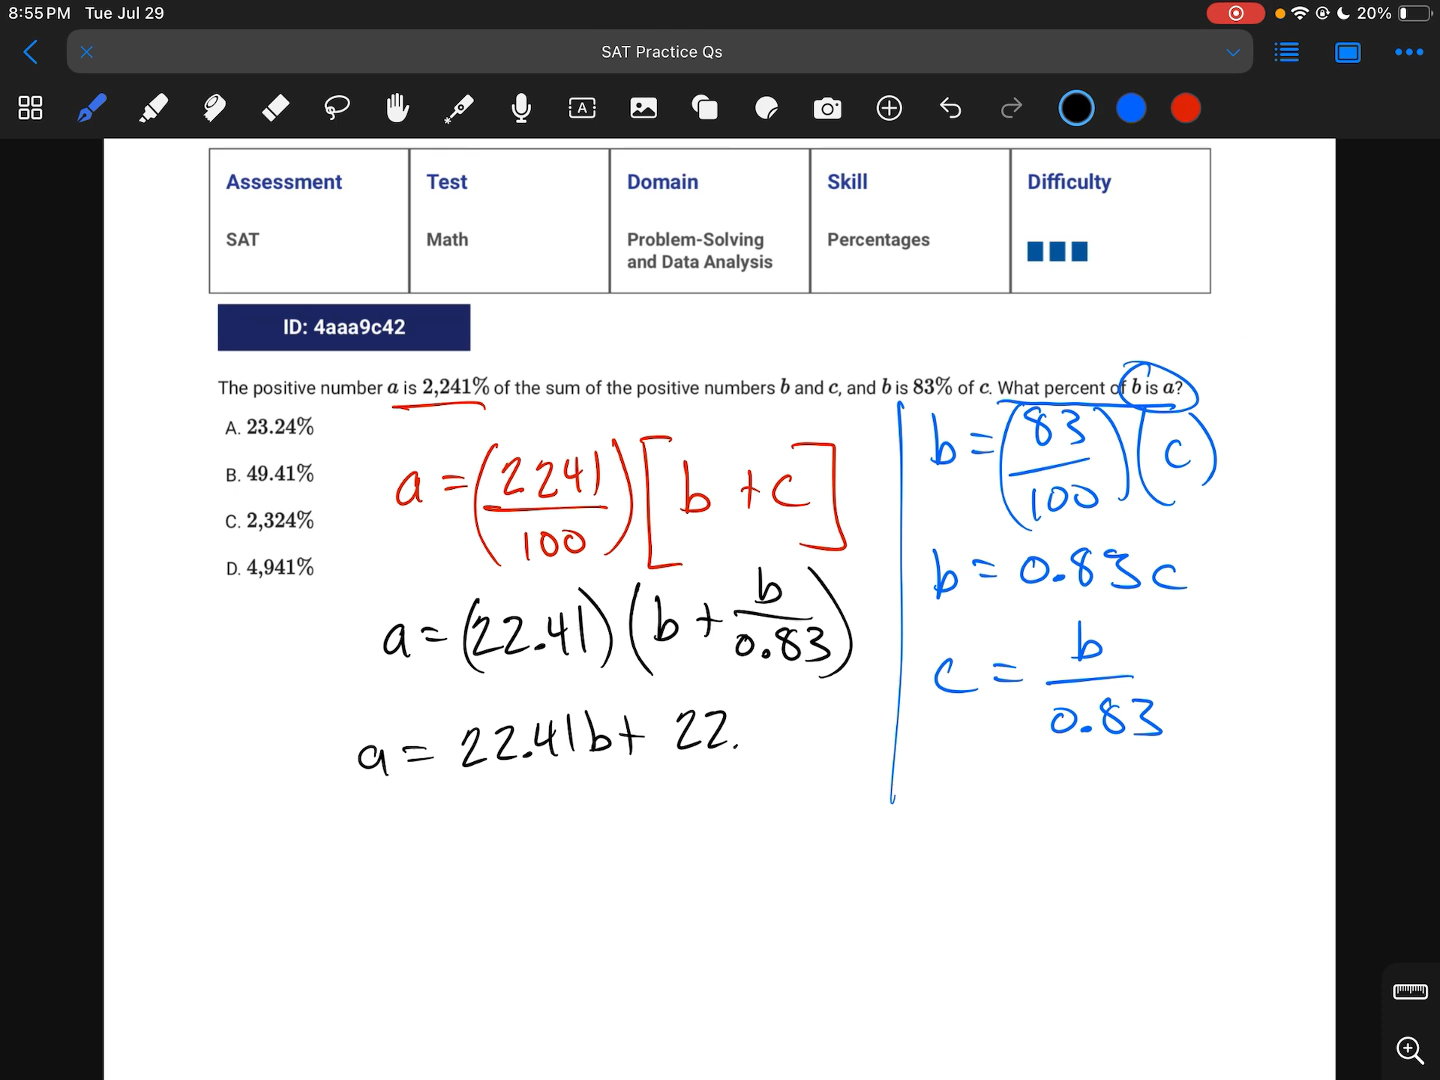 8:55 PM Tue Jul 29
20%
SAT Practice Qs
A
Assessment
Test
Domain
Skill
Difficulty
SAT
Math
Problem-Solving
and Data Analysis
Percentages
ID: 4aaa9c42
The positive number a is 2,241% of the sum of the positive numbers b and c, and b is 83% of c. What percent of b is a?
A. 23.24%
B. 49.41%
C. 2,324%
D. 4,941%
a = (2241/100)[b + c]
a = (22.41)(b + b/0.83)
a = 22.41b + 22.
b = (83/100)(c)
b = 0.83c
c = b/0.83